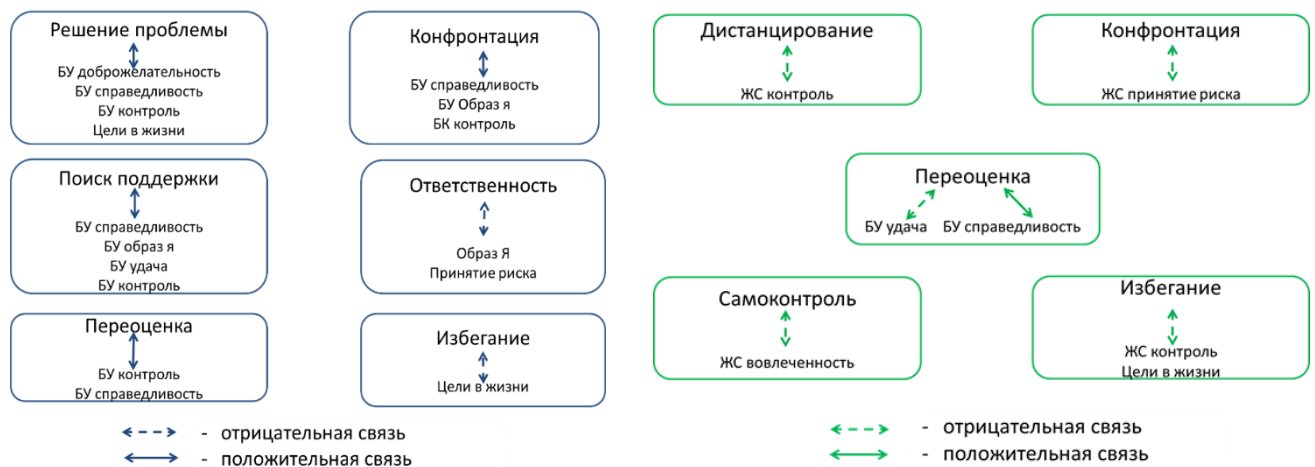 Решение проблемы
БУ доброжелательность
БУ справедливость
БУ контроль
Цели в жизни
Конфронтация
БУ справедливость
БУ Образ я
БК контроль
Поиск поддержки
БУ справедливость
БУ образ я
БУ удача
БУ контроль
Ответственность
Образ Я
Принятие риска
Переоценка
БУ контроль
БУ справедливость
Избегание
Цели в жизни
- отрицательная связь
- положительная связь
Дистанцирование
ЖС контроль
Конфронтация
ЖС принятие риска
Переоценка
БУ удача БУ справедливость
Самоконтроль
ЖС вовлеченность
Избегание
ЖС контроль
Цели в жизни
- отрицательная связь
- положительная связь